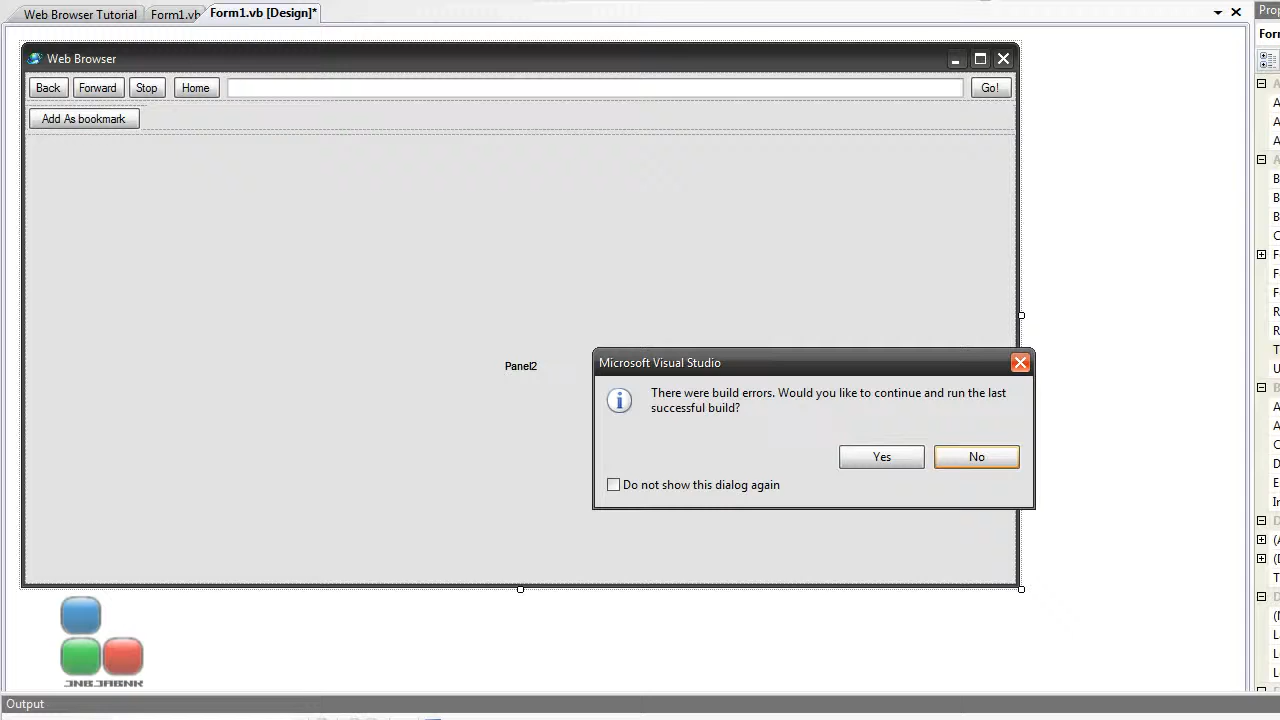 Web Browser Tutorial
Form1.vb
Form1.vb [Design]*
Web Browser
Back
Forward
Stop
Home
Go!
Add As bookmark
Panel2
Microsoft Visual Studio
There were build errors. Would you like to continue and run the last
successful build?
Yes
No
Do not show this dialog again
JNBJABNK
Output